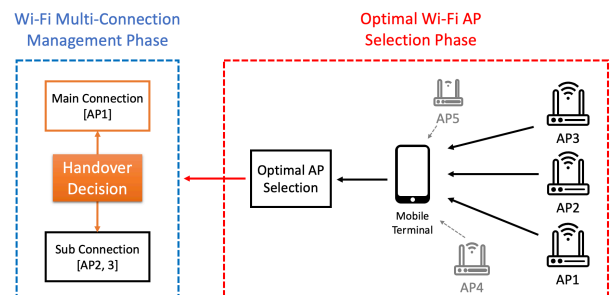 Wi-Fi Multi-Connection
Management Phase
Optimal Wi-Fi AP
Selection Phase
Main Connection
[AP1]
Handover
Decision
Sub Connection
[AP2, 3]
Optimal AP
Selection
Mobile
Terminal
AP5
AP4
AP3
AP2
AP1